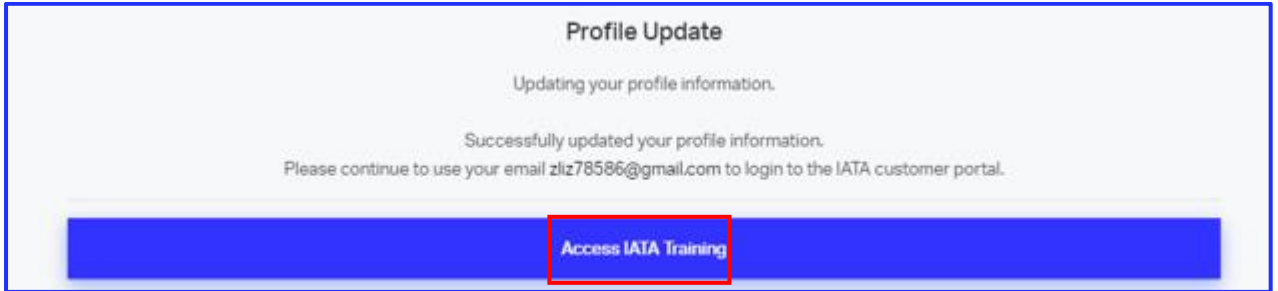 Profile Update
Updating your profile information.
Successfully updated your profile information.
Please continue to use your email zliz78586@gmail.com to login to the IATA customer portal.
Access IATA Training